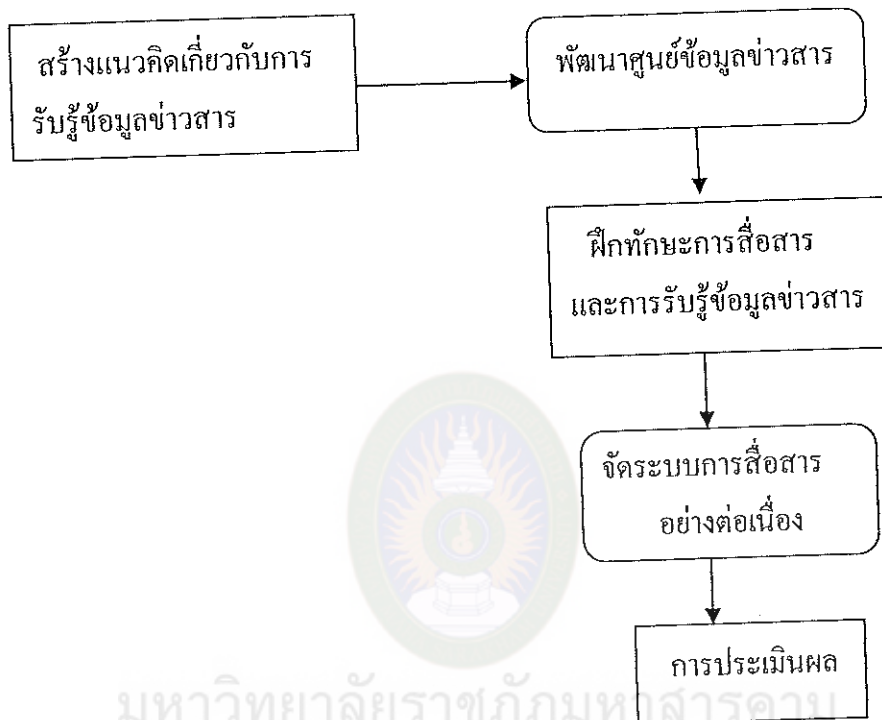 สร้างแนวคิดเกี่ยวกับการ
รับรู้ข้อมูลข่าวสาร
พัฒนาศูนย์ข้อมูลข่าวสาร
ฝึกทักษะการสื่อสาร
และการรับรู้ข้อมูลข่าวสาร
จัดระบบการสื่อสาร
อย่างต่อเนื่อง
การประเมินผล
มหาวิทยาลัยราชภัฏมหาสารคาม